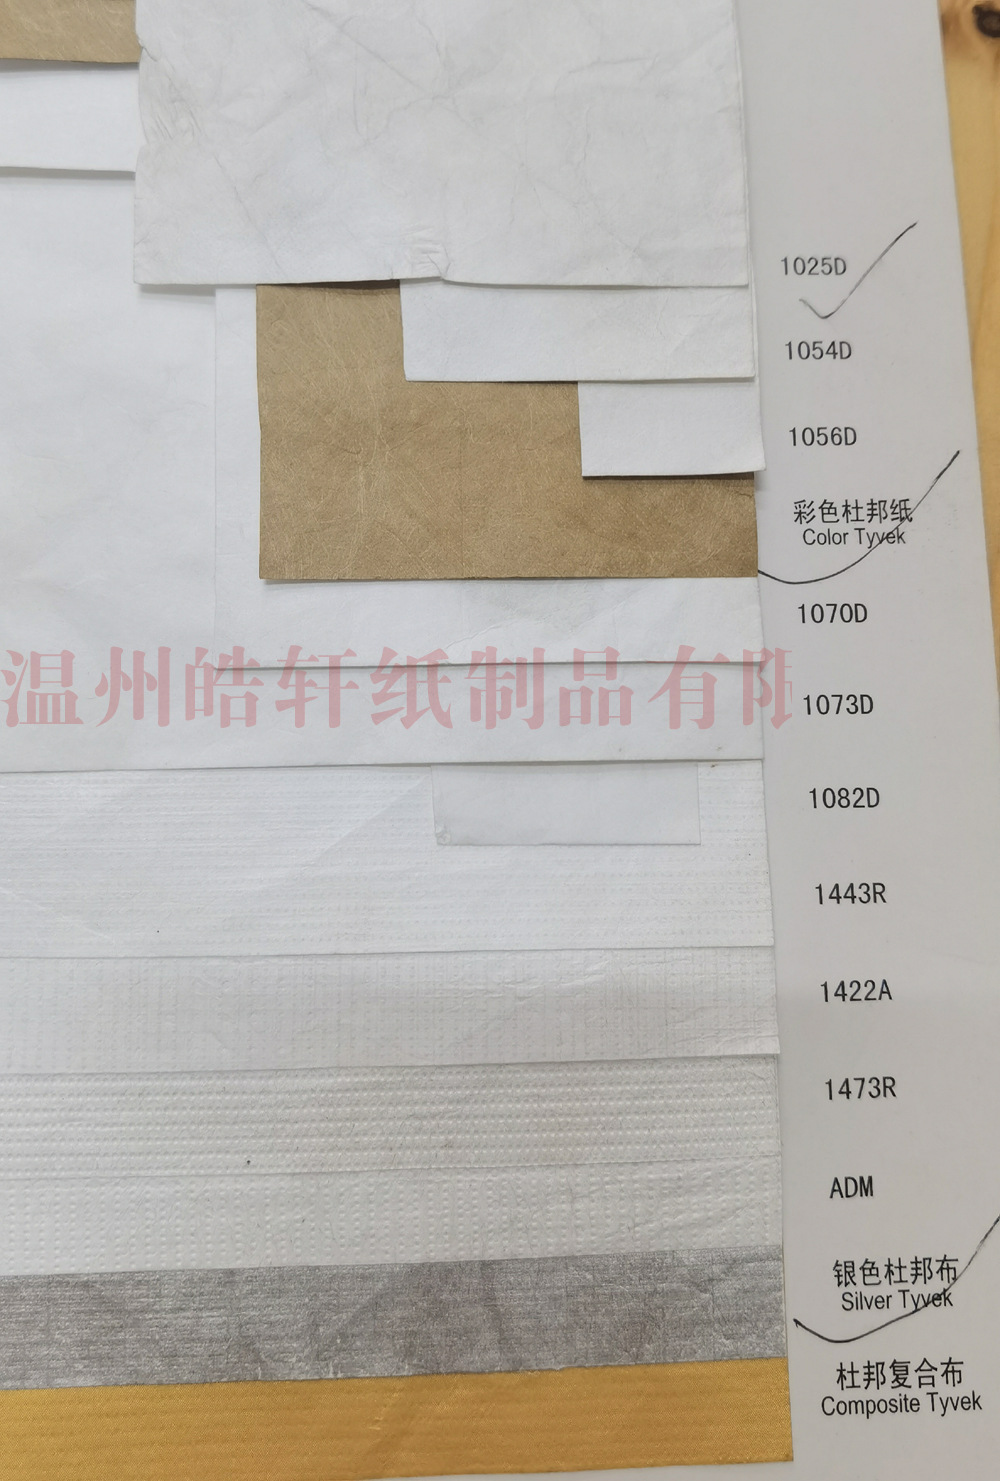 1025D
1054D
1056D
彩色杜邦纸
Color Tyvek
1070D
温州皓轩纸制品有限
1073D
1082D
1443R
1422A
1473R
ADM
银色杜邦布
Silver Tyvek
杜邦复合布
Composite Tyvek